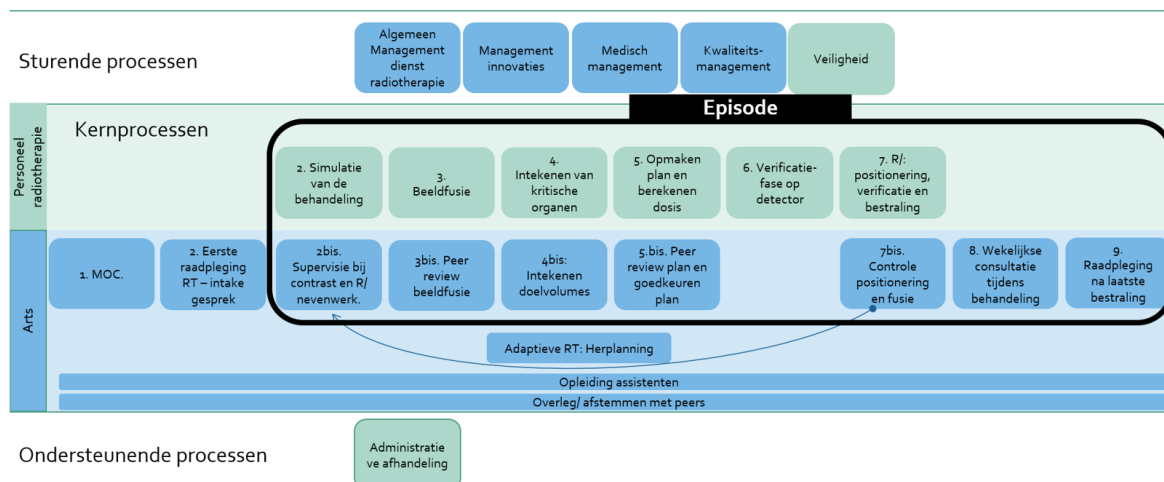 Sturende processen
Algemeen
Management
dienst
radiotherapie
Management
innovaties
Medisch
management
Kwaliteits-
management
Veiligheid
Episode
Personeel
radiotherapie
Kernprocessen
2. Simulatie
van de
behandeling
3.
Beeldfusie
4.
Intekenen van
kritische
organen
5. Opmaken
plan en
berekenen
dosis
6. Verificatie-
fase op
detector
7. R/:
positionering,
verificatie en
bestraling
Arts
1. MOC.
2. Eerste
raadpleging
RT – intake
gesprek
2bis.
Supervisie bij
contrast en R/
nevenwerk.
3bis. Peer
review
beeldfusie
4bis:
Intekenen
doelvolumes
5.bis. Peer
review plan en
goedkeuren
plan
7bis.
Controle
positionering
en fusie
8. Wekelijkse
consultatie
tijdens
behandeling
9.
Raadpleging
na laatste
bestraling
Adaptieve RT: Herplanning
Opleiding assistenten
Overleg/ afstemmen met peers
Ondersteunende processen
Administratie
ve afhandeling